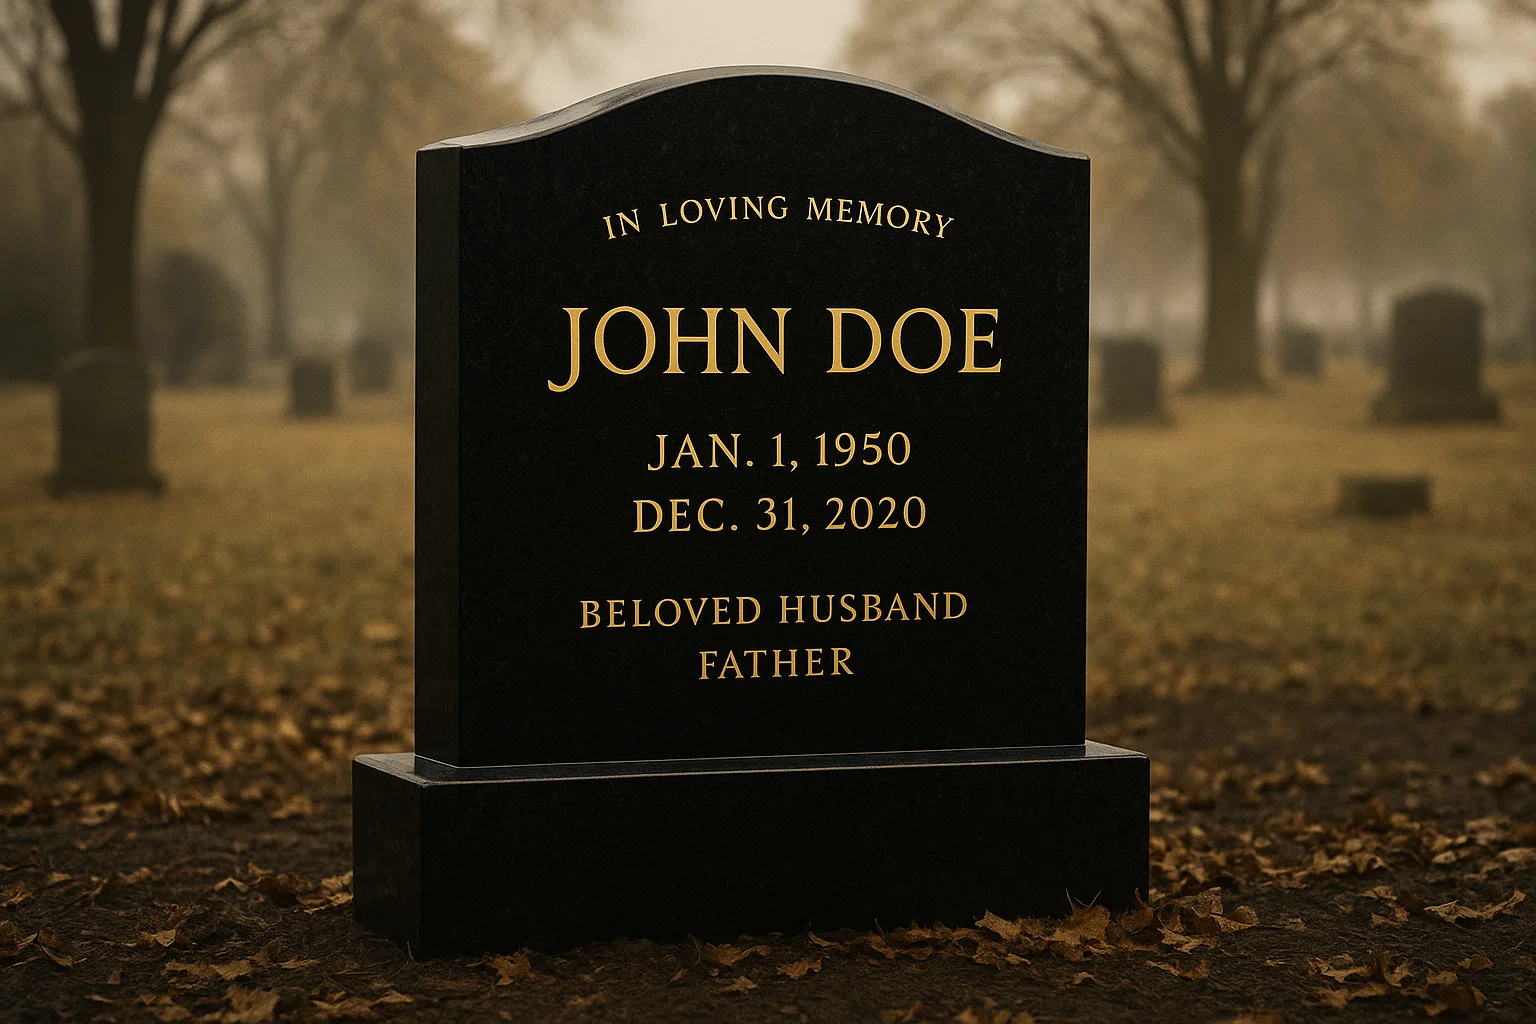 IN LOVING MEMORY
JOHN DOE
JAN. 1, 1950
DEC. 31, 2020
BELOVED HUSBAND
FATHER